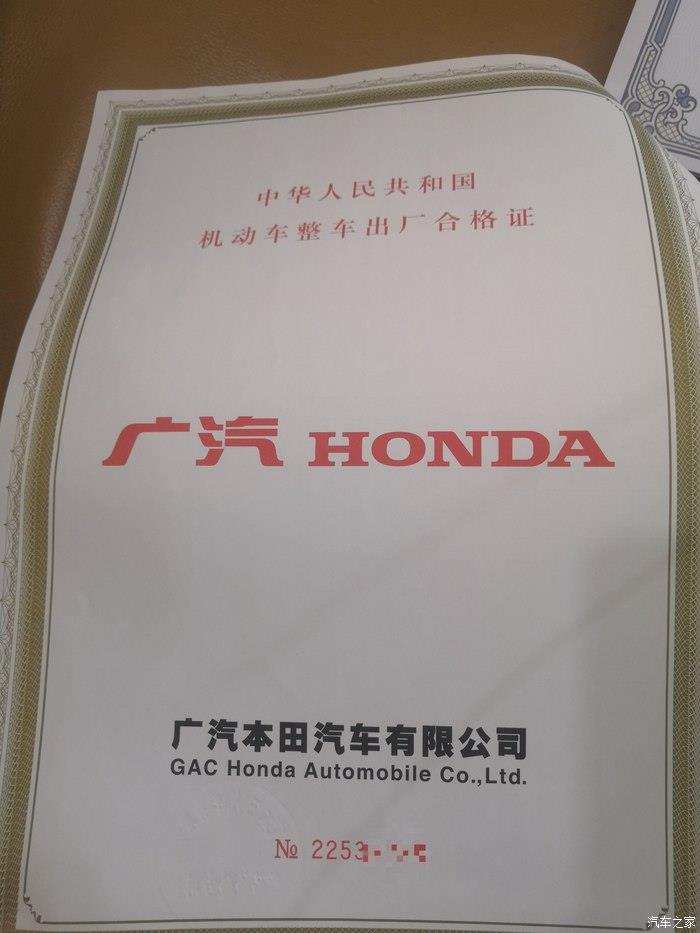 中华人民共和国
机动车整车出厂合格证
广汽 HONDA
广汽本田汽车有限公司
GAC Honda Automobile Co.,Ltd.
№ 2253
汽车之家